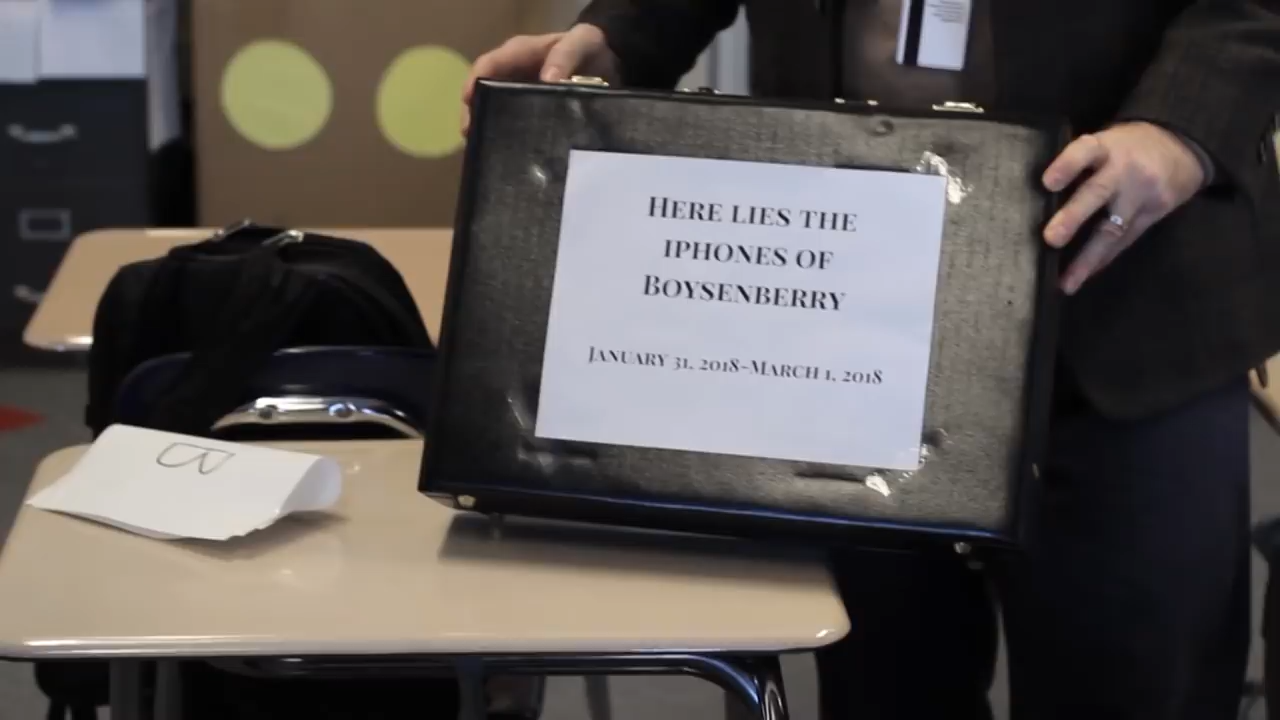 HERE LIES THE
IPHONES OF
BOYSENBERRY
JANUARY 31, 2018-MARCH 1, 2018
B